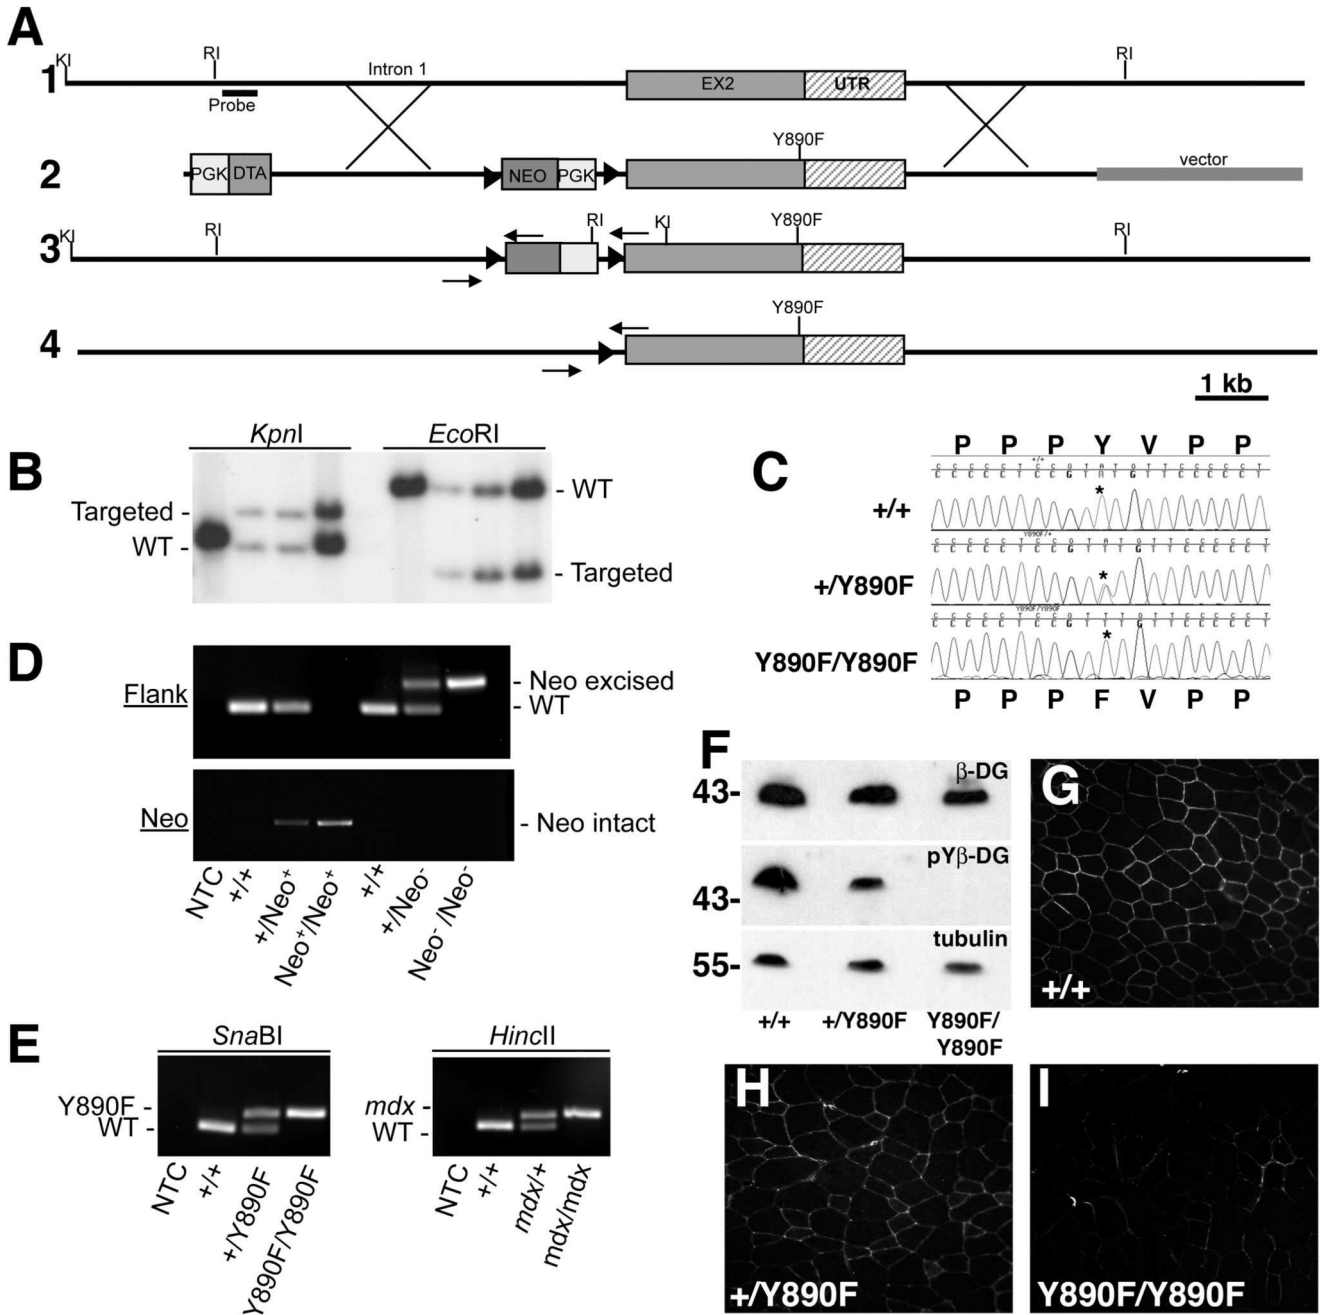 A
1
KI
RI
Probe
Intron 1
EX2
UTR
RI
2
PGK
DTA
NEO
PGK
Y890F
vector
3
KI
RI
RI
KI
Y890F
RI
4
Y890F
1 kb
B
KpnI
EcoRI
Targeted -
WT -
- WT
- Targeted
C
P P P Y V P P
+/+
C C C C C T C C G T A T G T T C C C C C T
+/+
Y890F/+
+/Y890F
Y890F/Y890F
Y890F/Y890F
P P P F V P P
D
Flank
- Neo excised
- WT
Neo
- Neo intact
NTC
+/+
+/Neo+
Neo+/Neo+
+/+
+/Neo-
Neo-/Neo-
E
SnaBI
Y890F -
WT -
NTC
+/+
+/Y890F
Y890F/Y890F
HincII
mdx -
WT -
NTC
+/+
mdx/+
mdx/mdx
F
43-
β-DG
43-
pYβ-DG
55-
tubulin
+/+
+/Y890F
Y890F/
Y890F
G
+/+
H
+/Y890F
I
Y890F/Y890F